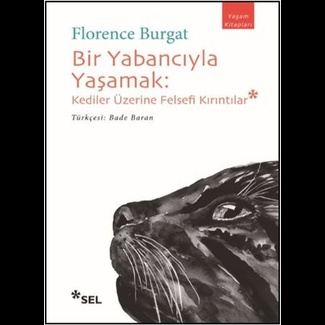 Florence Burgat
Yaşam
Kitapları
Bir Yabancıyla
Yaşamak:
Kediler Üzerine Felsefi Kırıntılar*
Türkçesi: Bade Baran
*SEL